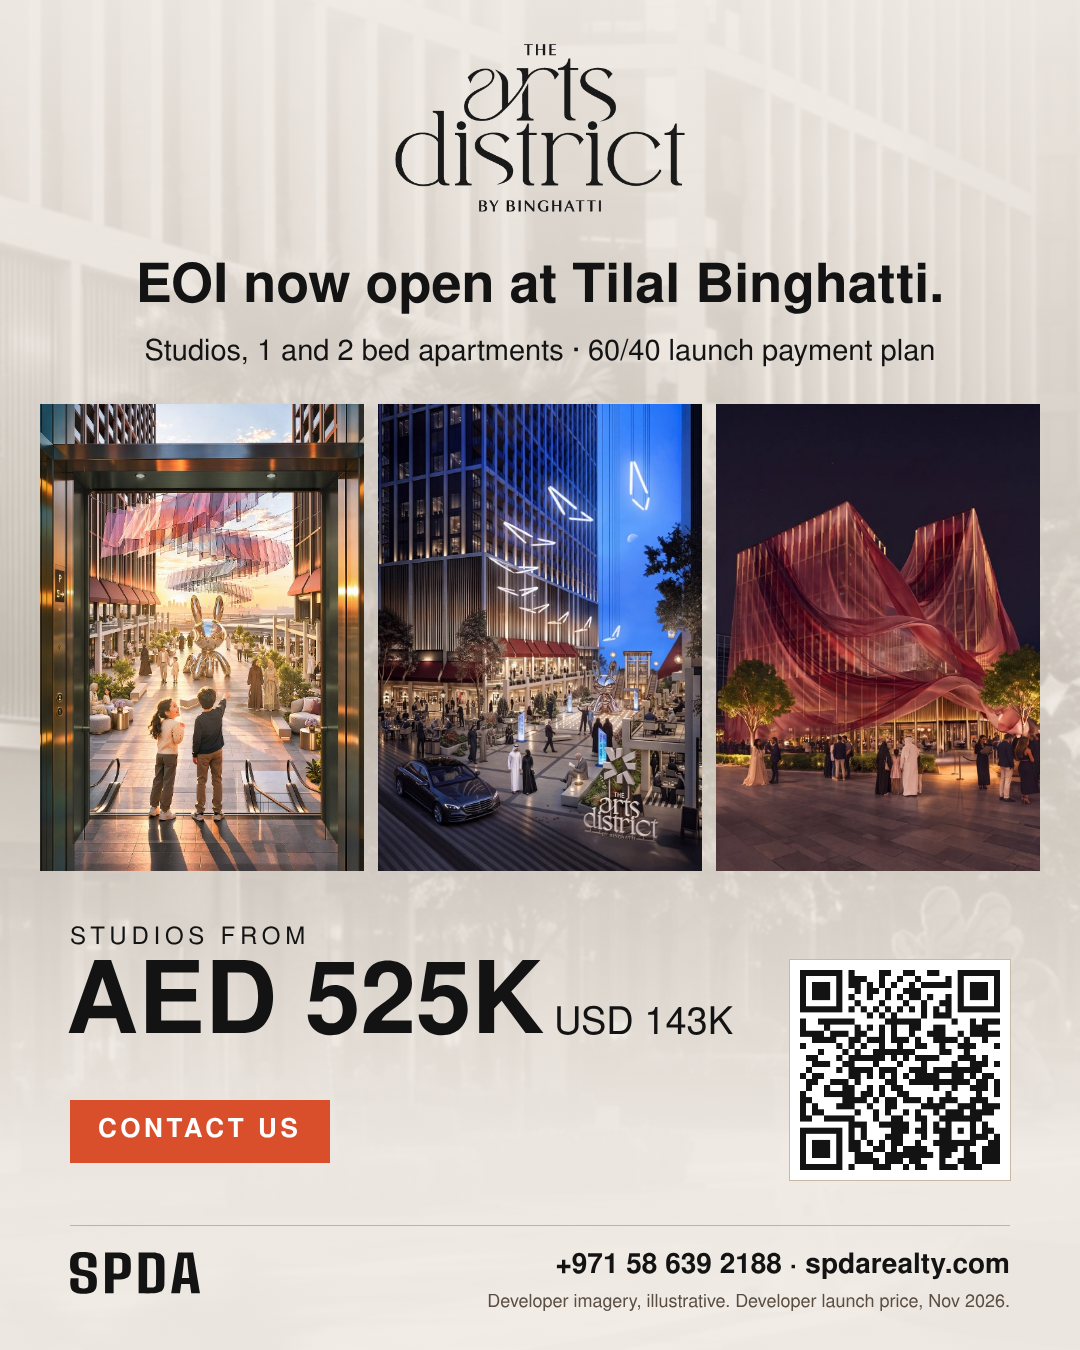 THE
arts
district
BY BINGHATTI
EOI now open at Tilal Binghatti.
Studios, 1 and 2 bed apartments · 60/40 launch payment plan
THE
arts
district
STUDIOS FROM
AED 525K USD 143K
CONTACT US
SPDA
+971 58 639 2188 · spdarealty.com
Developer imagery, illustrative. Developer launch price, Nov 2026.